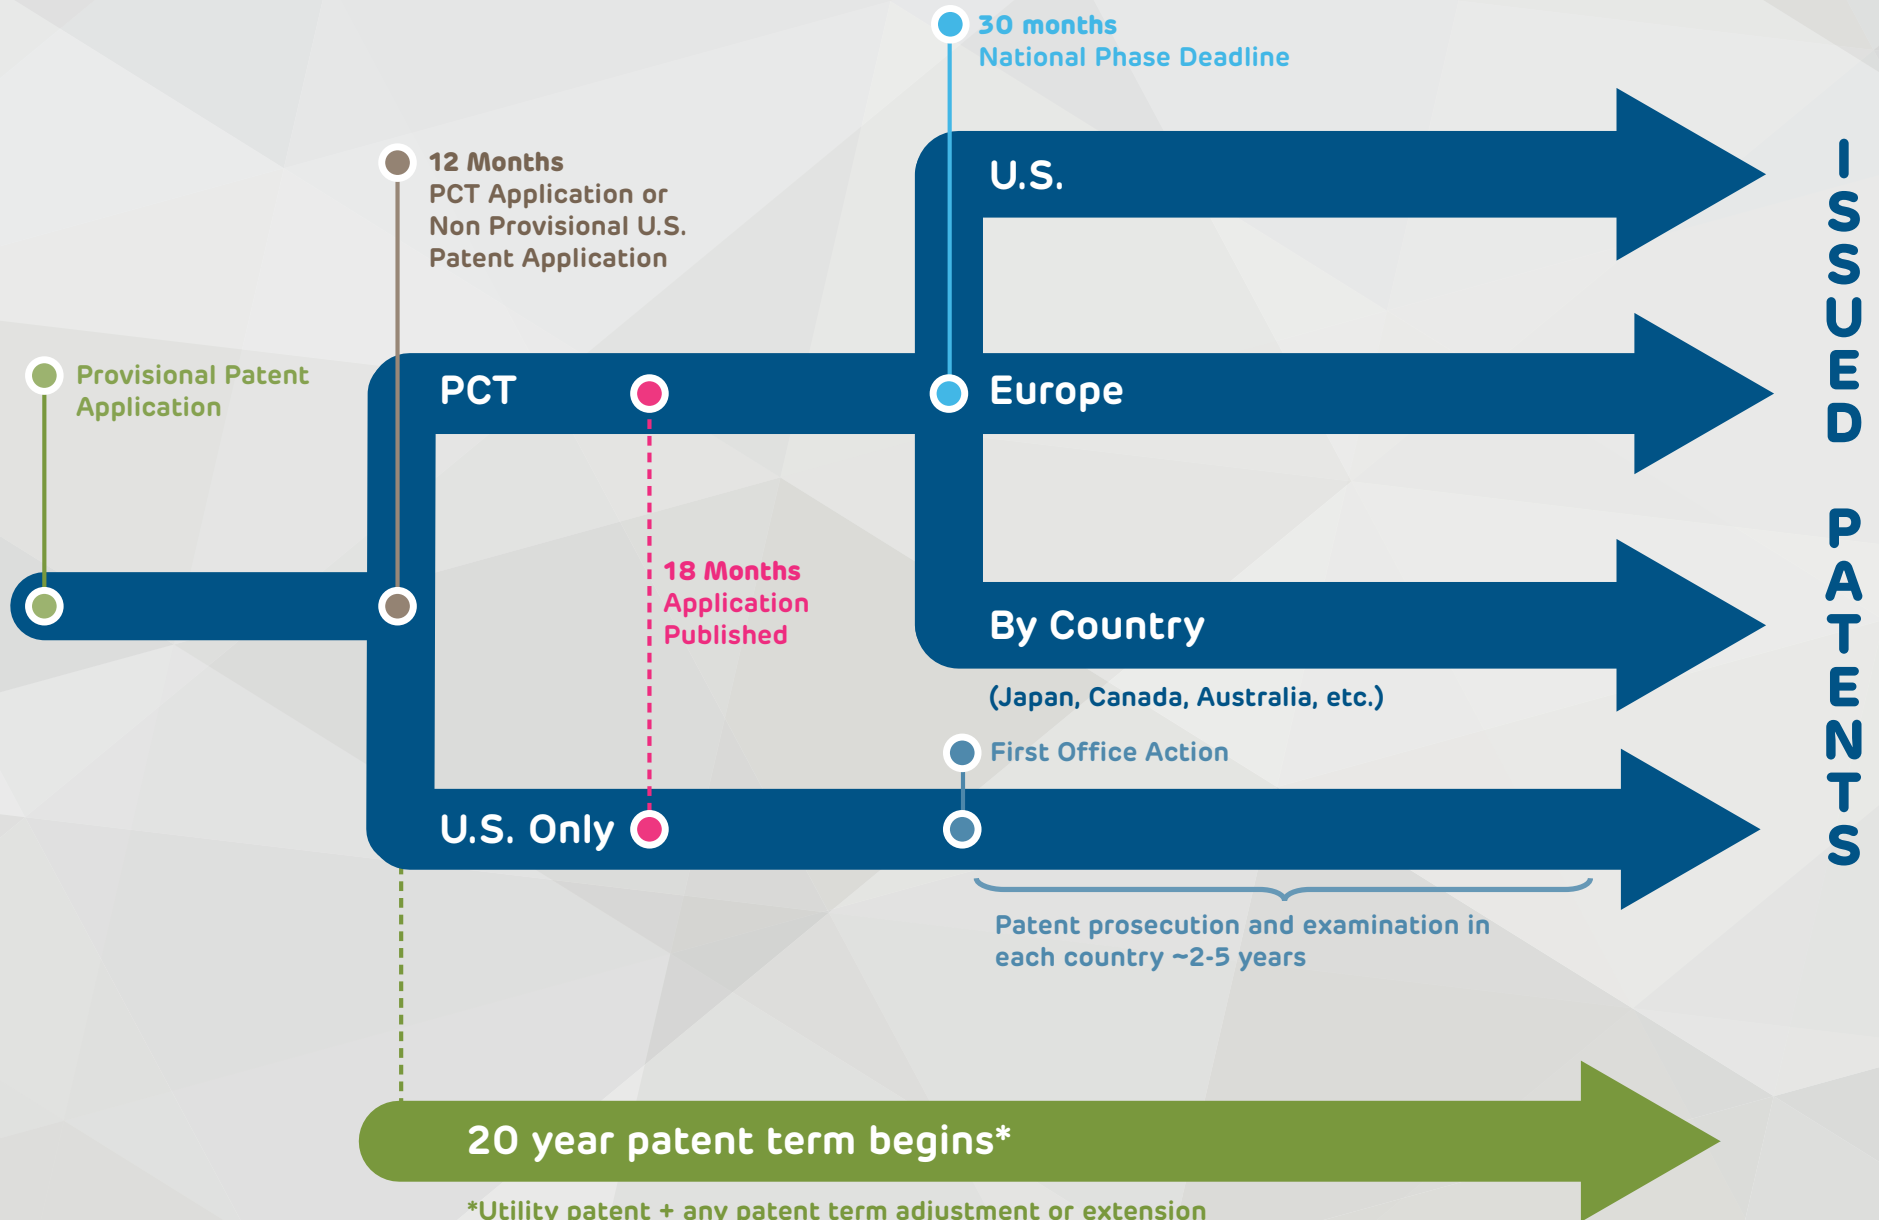 30 months
National Phase Deadline
12 Months
PCT Application or
Non Provisional U.S.
Patent Application
U.S.
Provisional Patent
Application
PCT
Europe
18 Months
Application
Published
By Country
(Japan, Canada, Australia, etc.)
First Office Action
U.S. Only
Patent prosecution and examination in
each country ~2-5 years
ISSUED PATENTS
20 year patent term begins*
*Utility patent + any patent term adjustment or extension